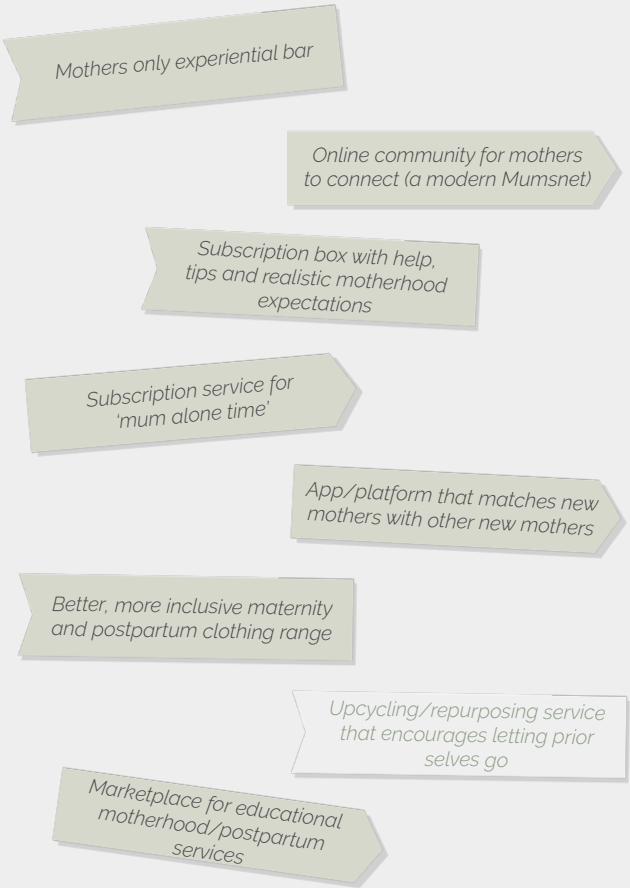 Mothers only experiential bar
Online community for mothers
to connect (a modern Mumsnet)
Subscription box with help,
tips and realistic motherhood
expectations
Subscription service for
‘mum alone time’
App/platform that matches new
mothers with other new mothers
Better, more inclusive maternity
and postpartum clothing range
Upcycling/repurposing service
that encourages letting prior
selves go
Marketplace for educational
motherhood/postpartum
services